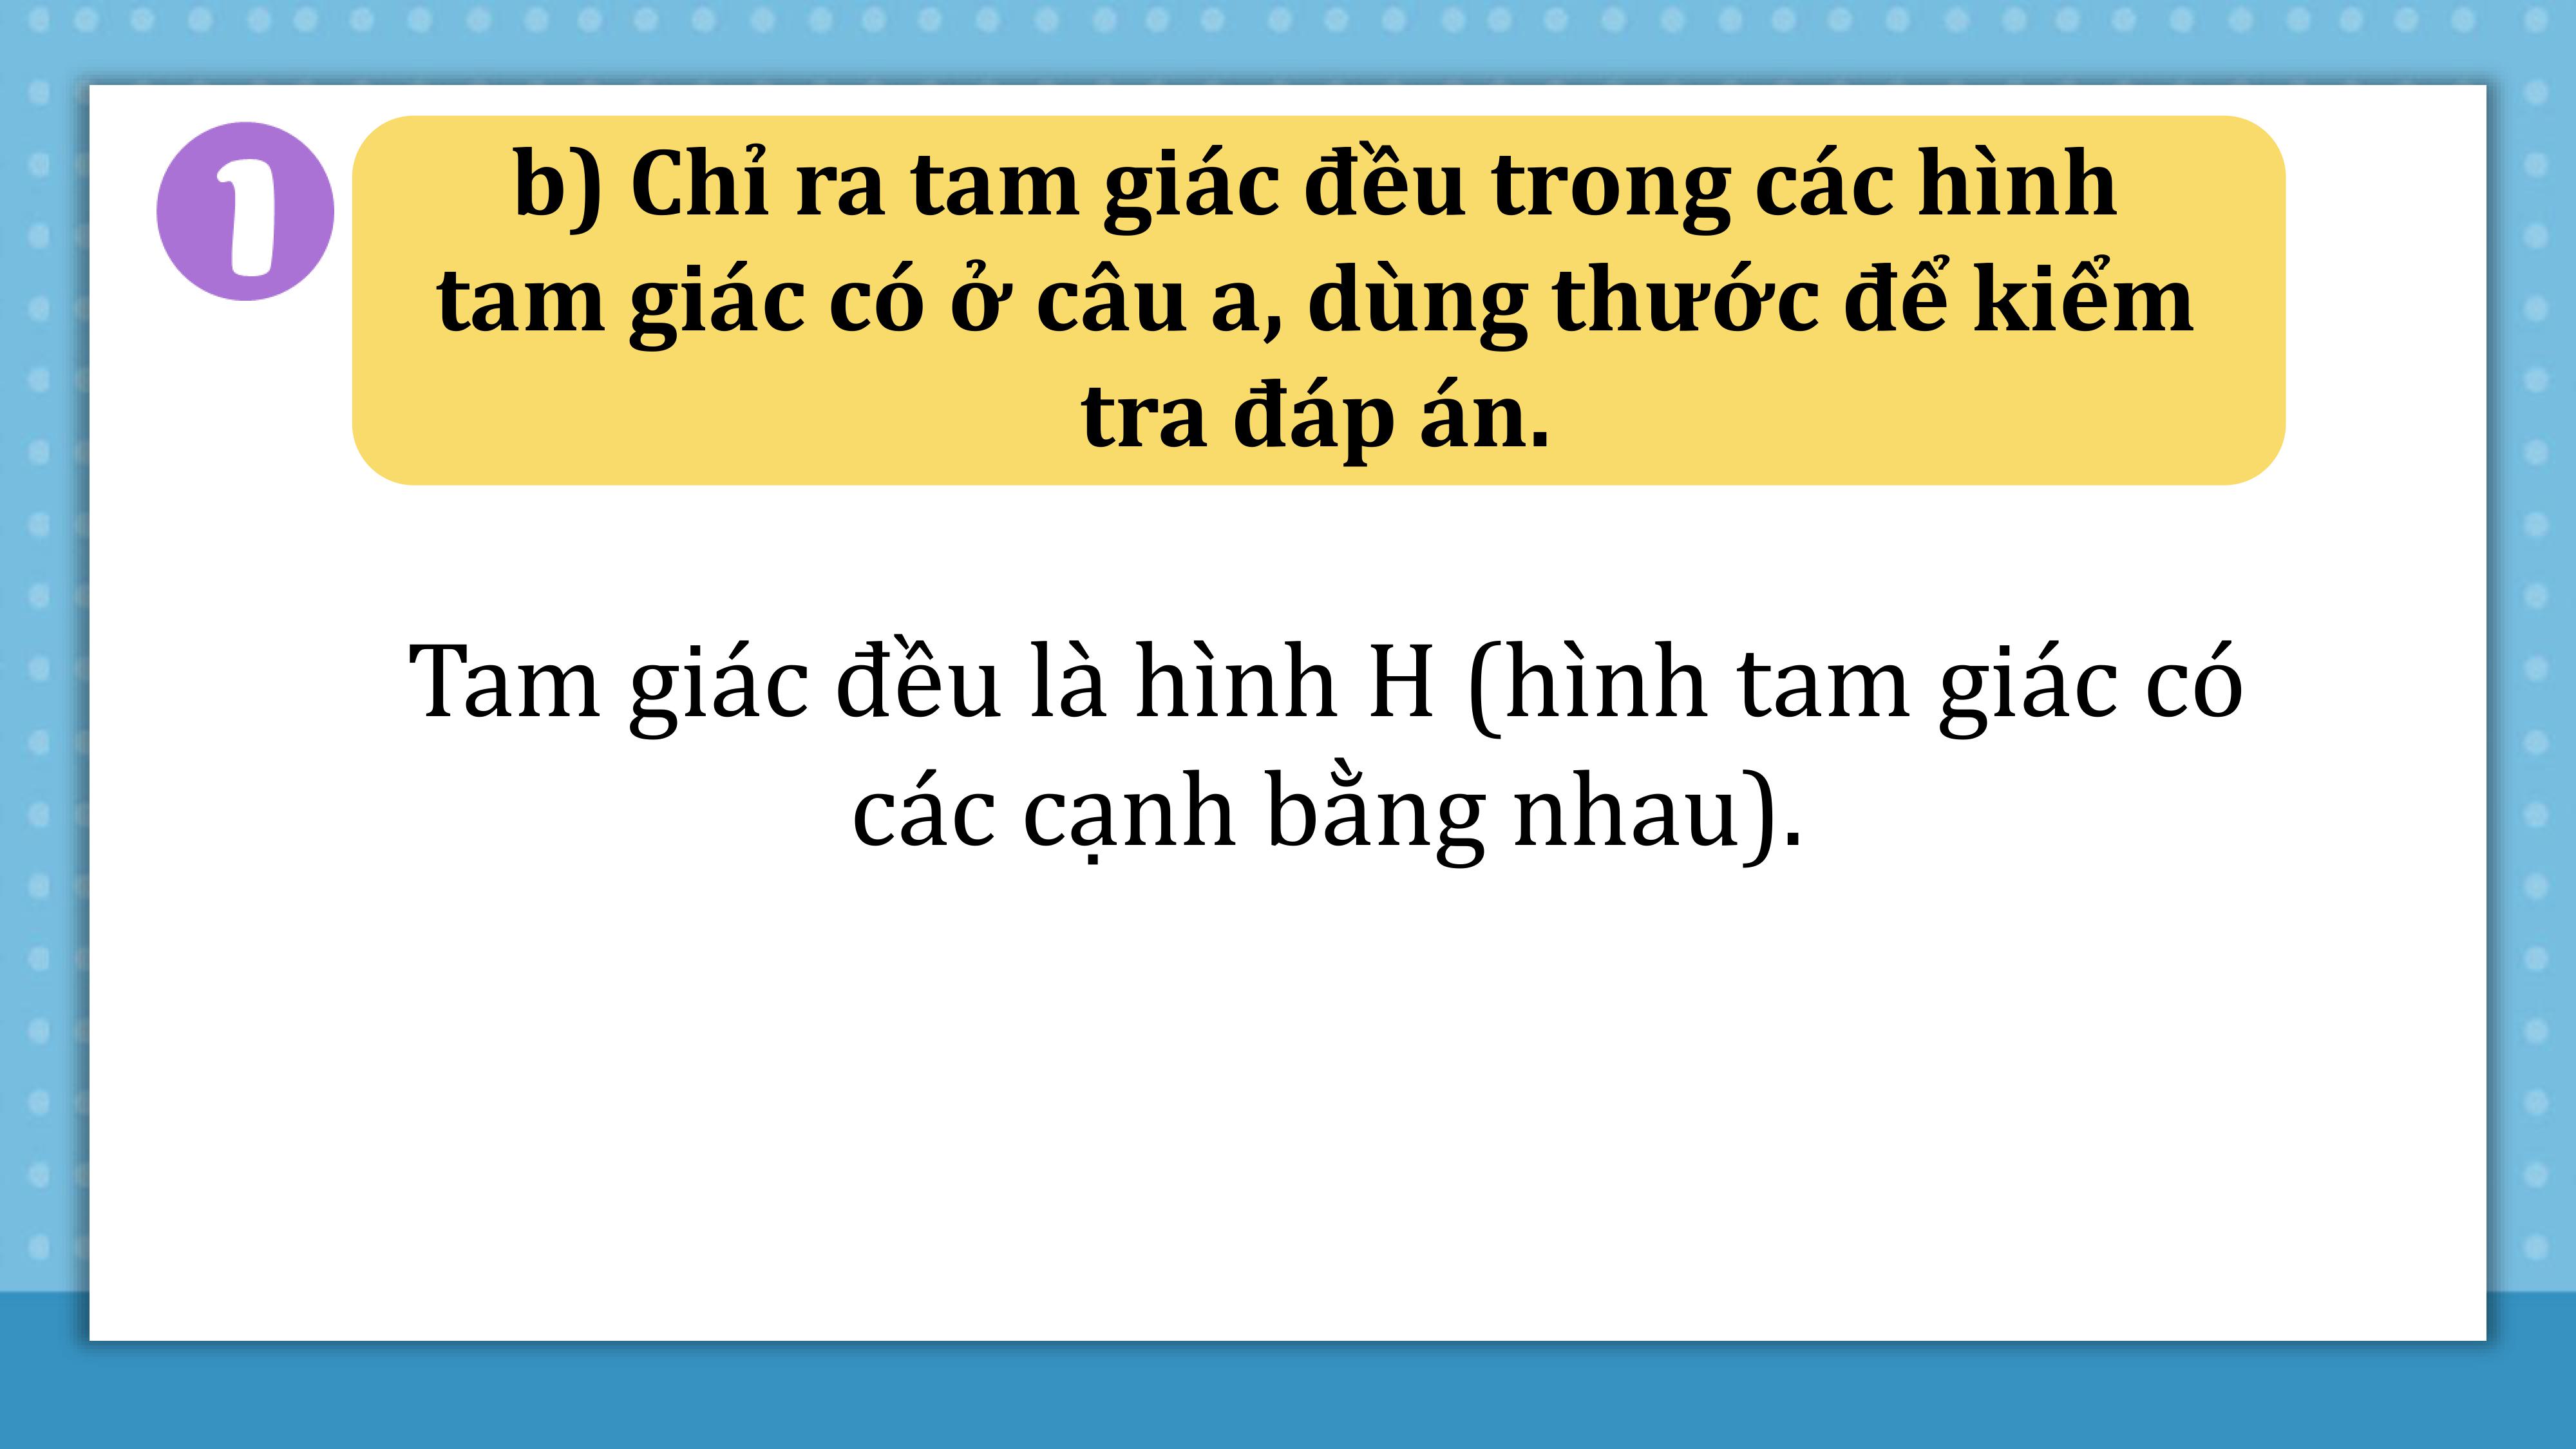 1
b) Chỉ ra tam giác đều trong các hình
tam giác có ở câu a, dùng thước để kiểm
tra đáp án.
Tam giác đều là hình H (hình tam giác có
các cạnh bằng nhau).